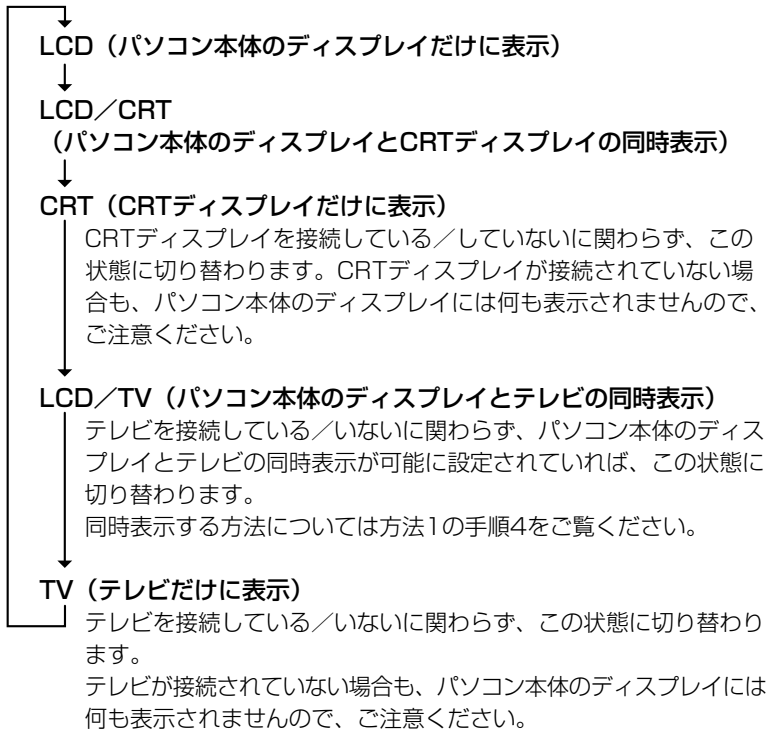 LCD（パソコン本体のディスプレイだけに表示）
LCD／CRT
（パソコン本体のディスプレイとCRTディスプレイの同時表示）
CRT（CRTディスプレイだけに表示）
CRTディスプレイを接続している／していないに関わらず、この
状態に切り替わります。CRTディスプレイが接続されていない場
合も、パソコン本体のディスプレイには何も表示されませんので、
ご注意ください。
LCD／TV（パソコン本体のディスプレイとテレビの同時表示）
テレビを接続している／いないに関わらず、パソコン本体のディス
プレイとテレビの同時表示が可能に設定されていれば、この状態に
切り替わります。
同時表示する方法については方法1の手順4をご覧ください。
TV（テレビだけに表示）
テレビを接続している／いないに関わらず、この状態に切り替わり
ます。
テレビが接続されていない場合も、パソコン本体のディスプレイには
何も表示されませんので、ご注意ください。